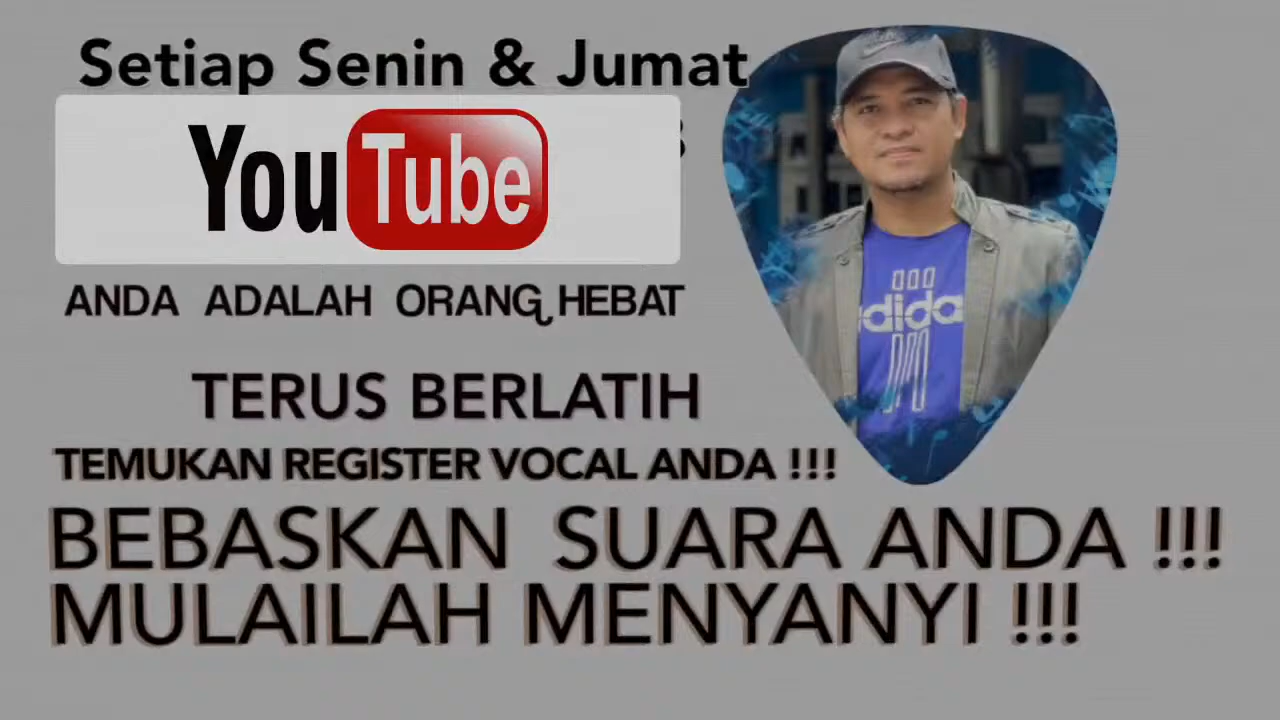 Setiap Senin & Jumat
YouTube
ANDA ADALAH ORANG HEBAT
adidas
TERUS BERLATIH
TEMUKAN REGISTER VOCAL ANDA !!!
BEBASKAN SUARA ANDA !!!
MULAILAH MENYANYI !!!